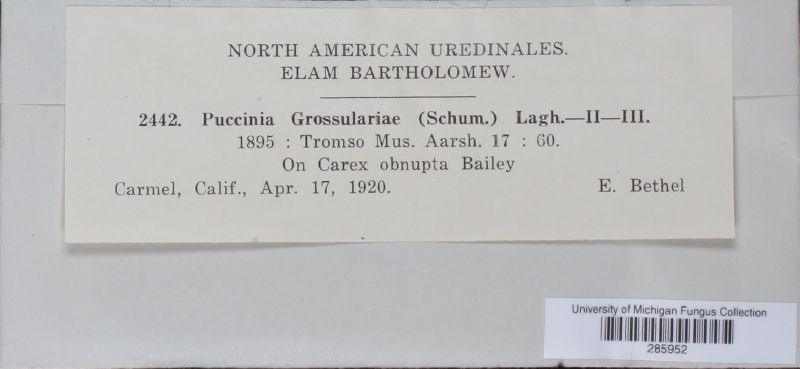 NORTH AMERICAN UREDINALES.
ELAM BARTHOLOMEW.
2442. Puccinia Grossulariae (Schum.) Lagh.—II—III.
1895 : Tromso Mus. Aarsh. 17 : 60.
On Carex obnupta Bailey
Carmel, Calif., Apr. 17, 1920. E. Bethel
University of Michigan Fungus Collection
285952